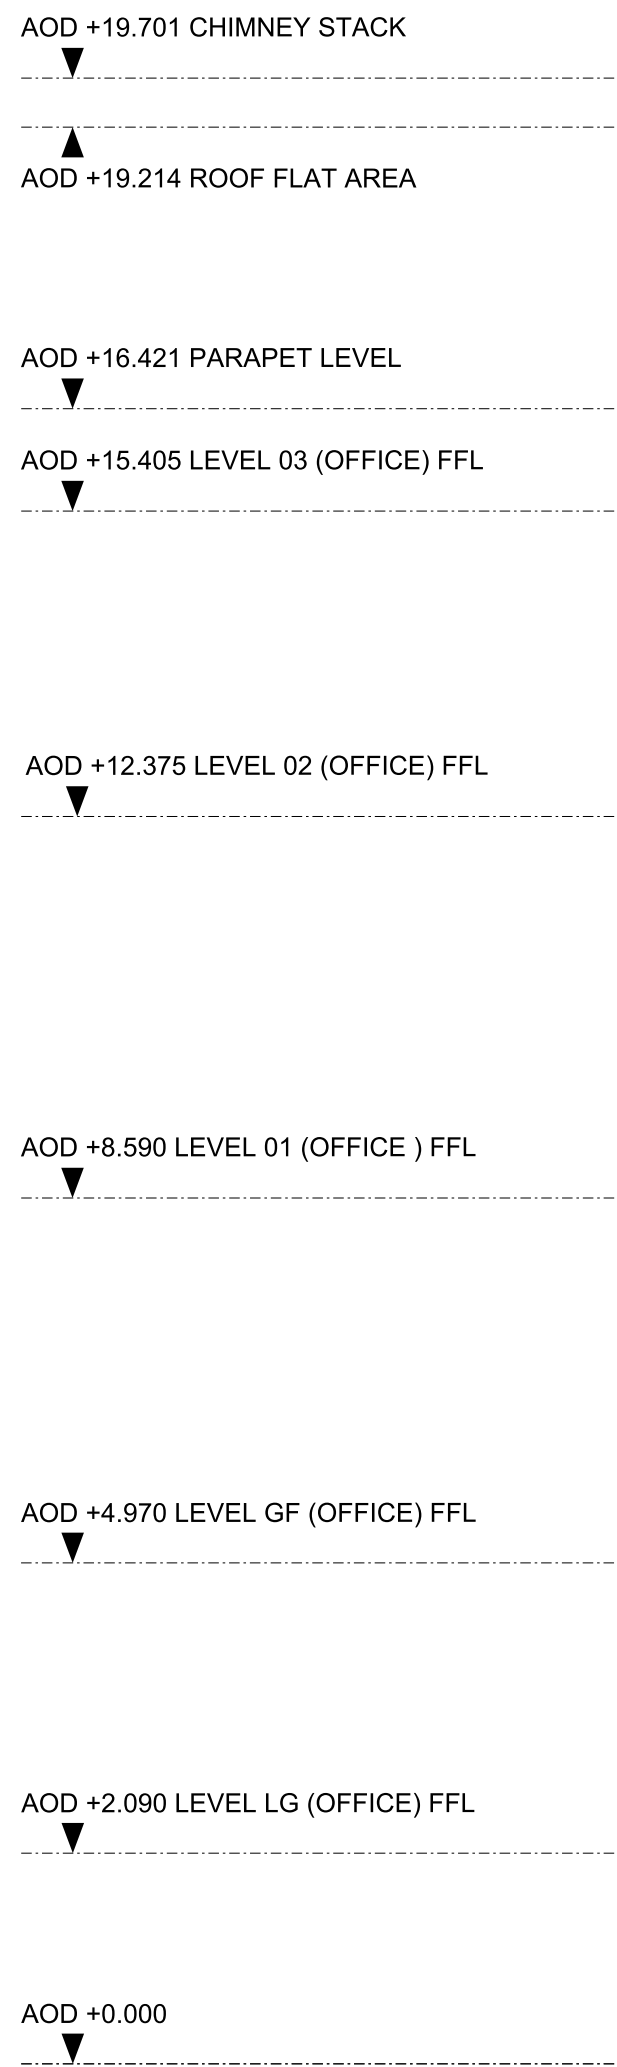 AOD +19.701 CHIMNEY STACK
AOD +19.214 ROOF FLAT AREA
AOD +16.421 PARAPET LEVEL
AOD +15.405 LEVEL 03 (OFFICE) FFL
AOD +12.375 LEVEL 02 (OFFICE) FFL
AOD +8.590 LEVEL 01 (OFFICE ) FFL
AOD +4.970 LEVEL GF (OFFICE) FFL
AOD +2.090 LEVEL LG (OFFICE) FFL
AOD +0.000